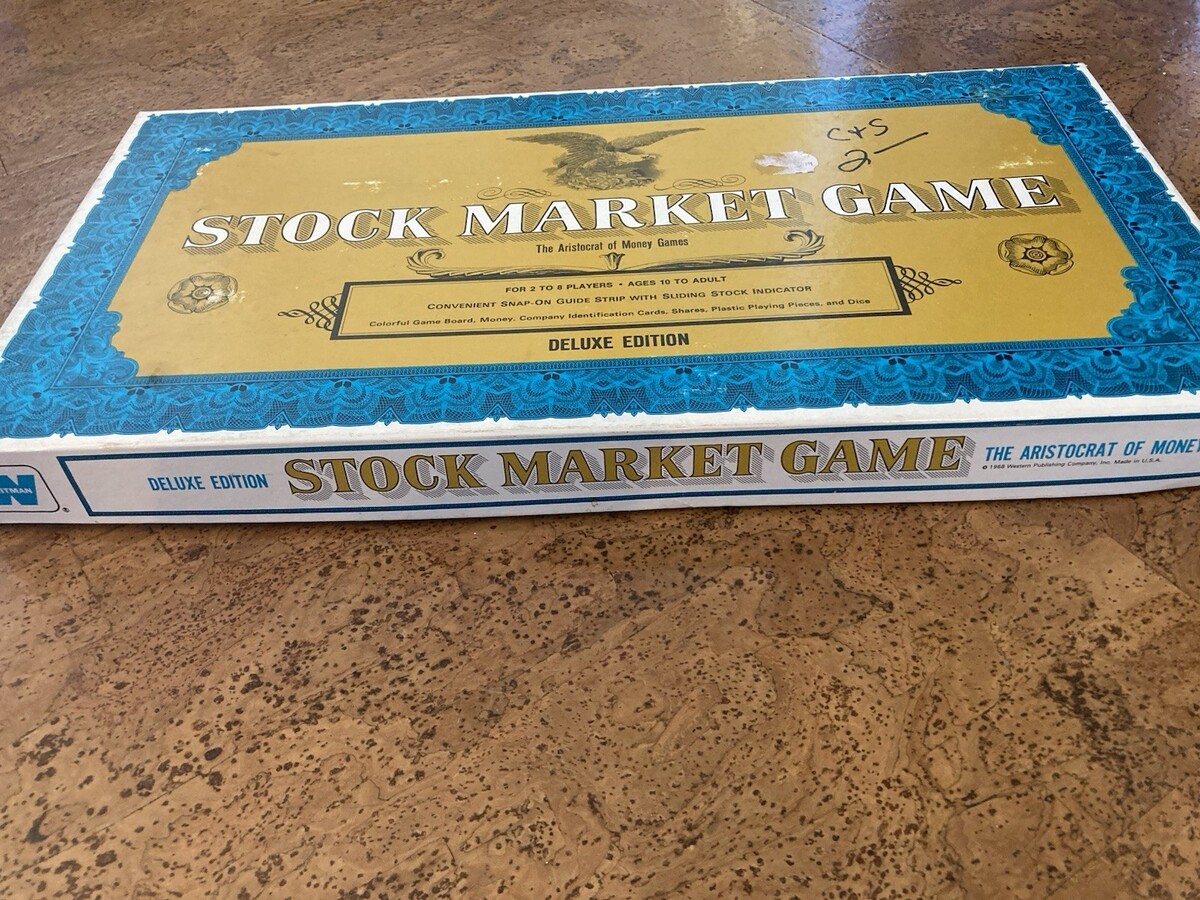 C+S
2—
STOCK MARKET GAME
The Aristocrat of Money Games
FOR 2 TO 8 PLAYERS • AGES 10 TO ADULT
CONVENIENT SNAP-ON GUIDE STRIP WITH SLIDING STOCK INDICATOR
Colorful Game Board, Money, Company Identification Cards, Shares, Plastic Playing Pieces, and Dice
DELUXE EDITION
ITMAN ®
DELUXE EDITION
STOCK MARKET GAME
THE ARISTOCRAT OF MONEY
© 1968 Western Publishing Company, Inc. Made in U.S.A.